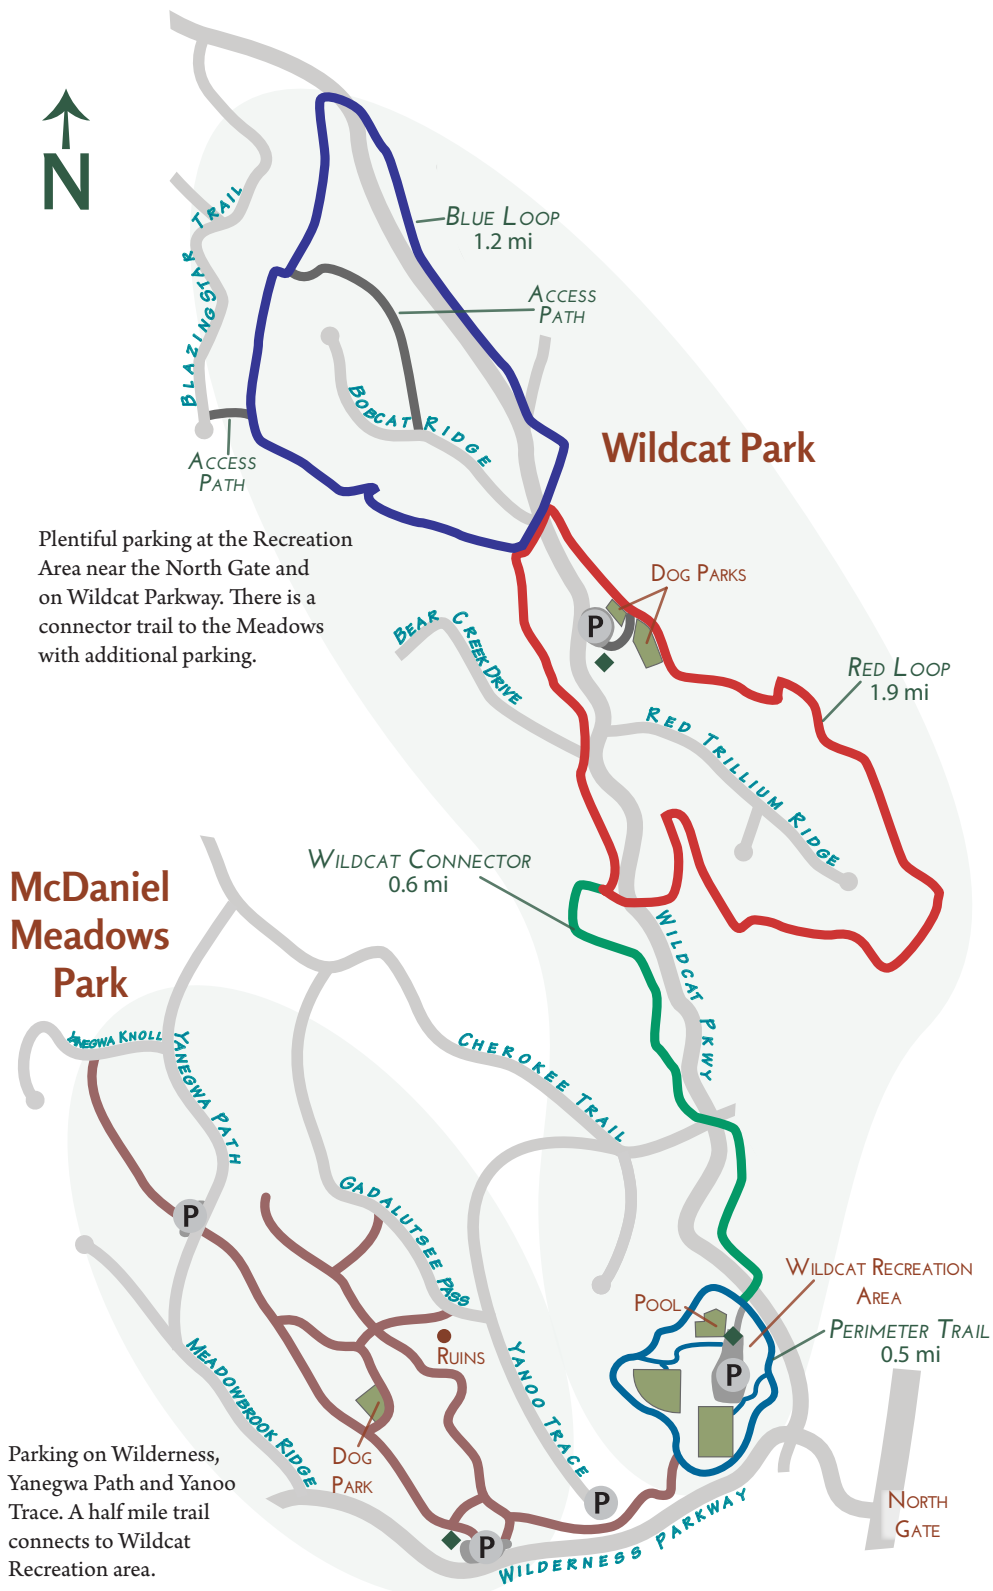 N
BLAZING STAR TRAIL
BLUE LOOP
1.2 mi
ACCESS
PATH
BOBCAT RIDGE
ACCESS
PATH
Wildcat Park
Plentiful parking at the Recreation
Area near the North Gate and
on Wildcat Parkway. There is a
connector trail to the Meadows
with additional parking.
DOG PARKS
P
BEAR CREEK DRIVE
RED LOOP
1.9 mi
RED TRILLIUM RIDGE
WILDCAT CONNECTOR
0.6 mi
McDaniel
Meadows
Park
WILDCAT PKWY
YANEGWA KNOLL
YANEGWA PATH
CHEROKEE TRAIL
GADALUTSEE PASS
P
WILDCAT RECREATION
AREA
POOL
PERIMETER TRAIL
0.5 mi
RUINS
YANOO TRACE
P
MEADOWBROOK RIDGE
DOG
PARK
Parking on Wilderness,
Yanegwa Path and Yanoo
Trace. A half mile trail
connects to Wildcat
Recreation area.
P
P
WILDERNESS PARKWAY
NORTH
GATE